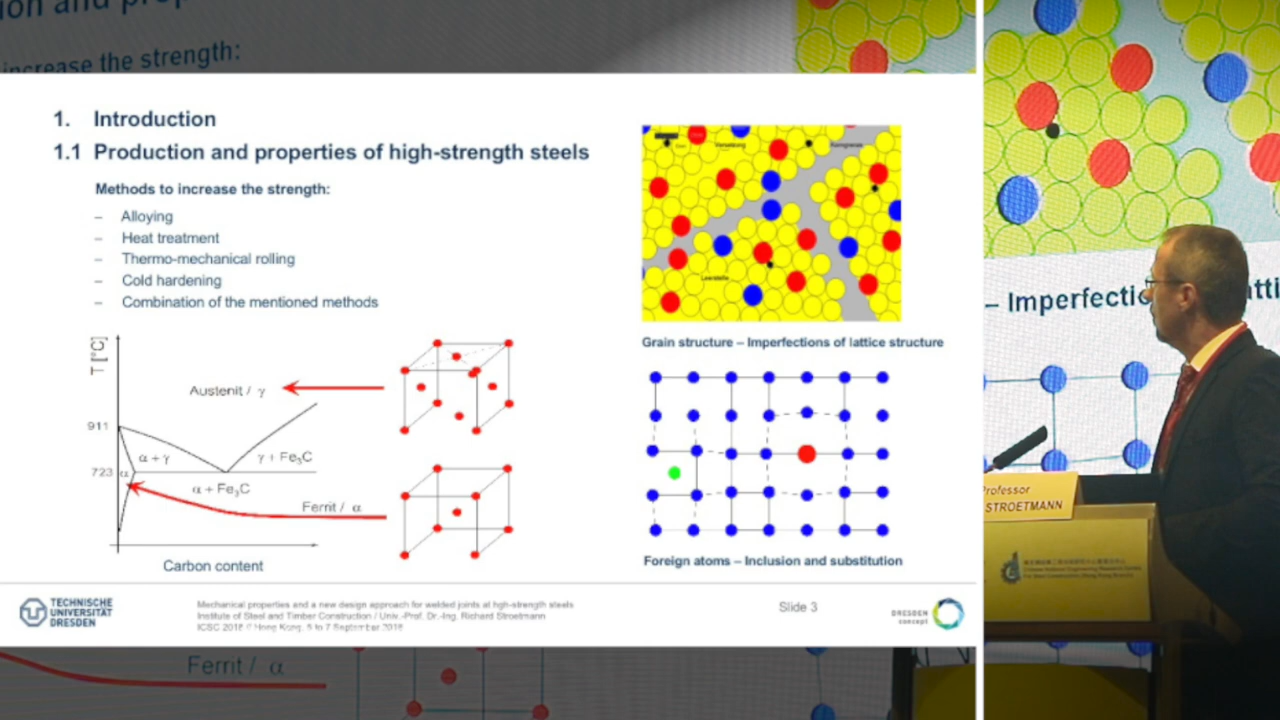 ion and prop
increase the strength:
1. Introduction
1.1 Production and properties of high-strength steels
Methods to increase the strength:
– Alloying
– Heat treatment
– Thermo-mechanical rolling
– Cold hardening
– Combination of the mentioned methods
T [°C]
Austenit / γ
911
α + γ
γ + Fe3C
723
α
α + Fe3C
Ferrit / α
Carbon content
Korngrenze
Grain structure – Imperfections of lattice structure
Foreign atoms – Inclusion and substitution
TECHNISCHE
UNIVERSITÄT
DRESDEN
Mechanical properties and a new design approach for welded joints at high-strength steels
Institute of Steel and Timber Construction / Univ.-Prof. Dr.-Ing. Richard Stroetmann
ICSC 2018 // Hong Kong, 5 to 7 September 2018
Slide 3
DRESDEN
concept
Ferrit / α
– Imperfectio
atti
Professor
STROETMANN